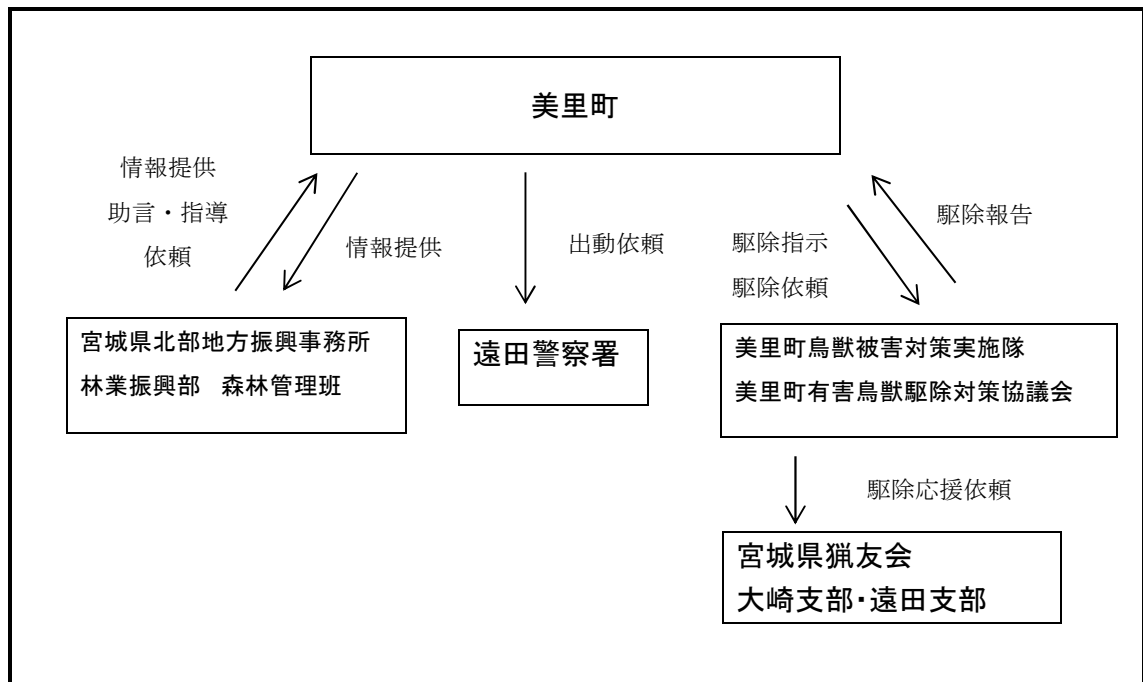 美里町
情報提供
助言・指導
依頼
情報提供
出動依頼
駆除指示
駆除依頼
駆除報告
宮城県北部地方振興事務所
林業振興部　森林管理班
遠田警察署
美里町鳥獣被害対策実施隊
美里町有害鳥獣駆除対策協議会
駆除応援依頼
宮城県猟友会
大崎支部・遠田支部